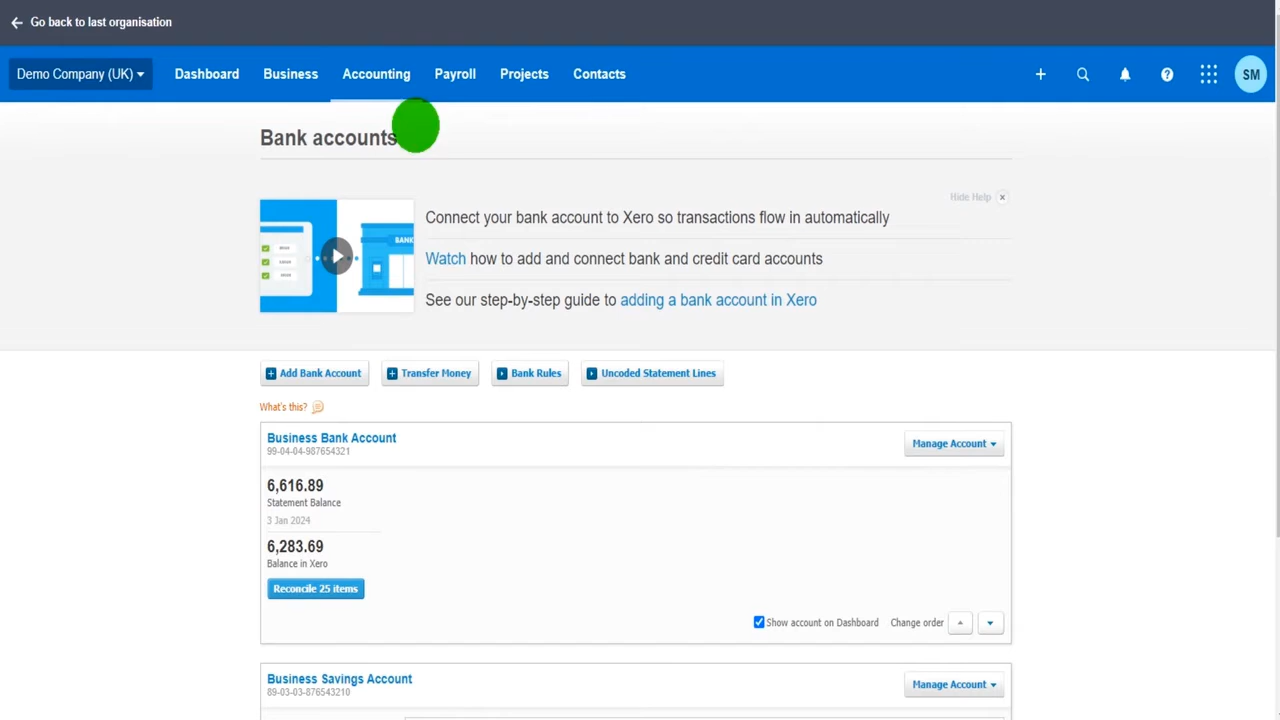 Go back to last organisation
Demo Company (UK)
Dashboard
Business
Accounting
Payroll
Projects
Contacts
SM
Bank accounts
Hide Help
BANK
Connect your bank account to Xero so transactions flow in automatically
Watch how to add and connect bank and credit card accounts
See our step-by-step guide to adding a bank account in Xero
Add Bank Account
Transfer Money
Bank Rules
Uncoded Statement Lines
What's this?
Business Bank Account
99-04-04-987654321
Manage Account
6,616.89
Statement Balance
3 Jan 2024
6,283.69
Balance in Xero
Reconcile 25 items
Show account on Dashboard
Change order
Business Savings Account
89-03-03-876543210
Manage Account